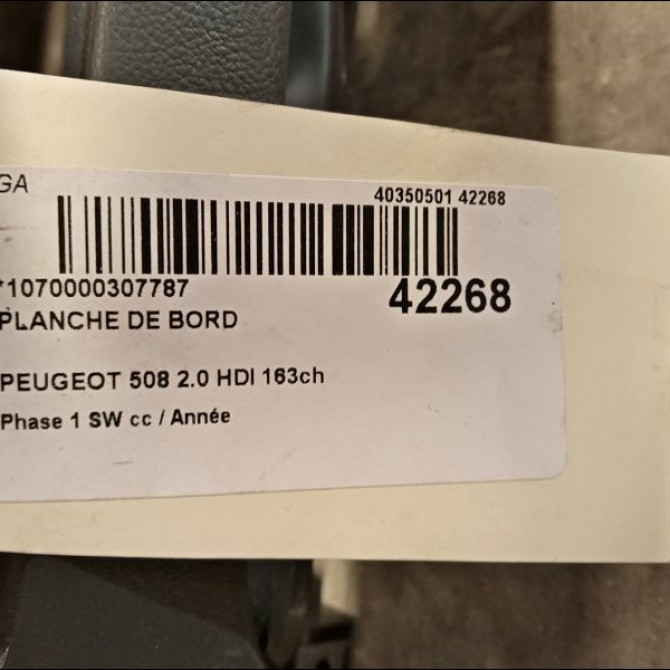 GA
40350501 42268
*1070000307787
42268
PLANCHE DE BORD
PEUGEOT 508 2.0 HDI 163ch
Phase 1 SW cc / Année